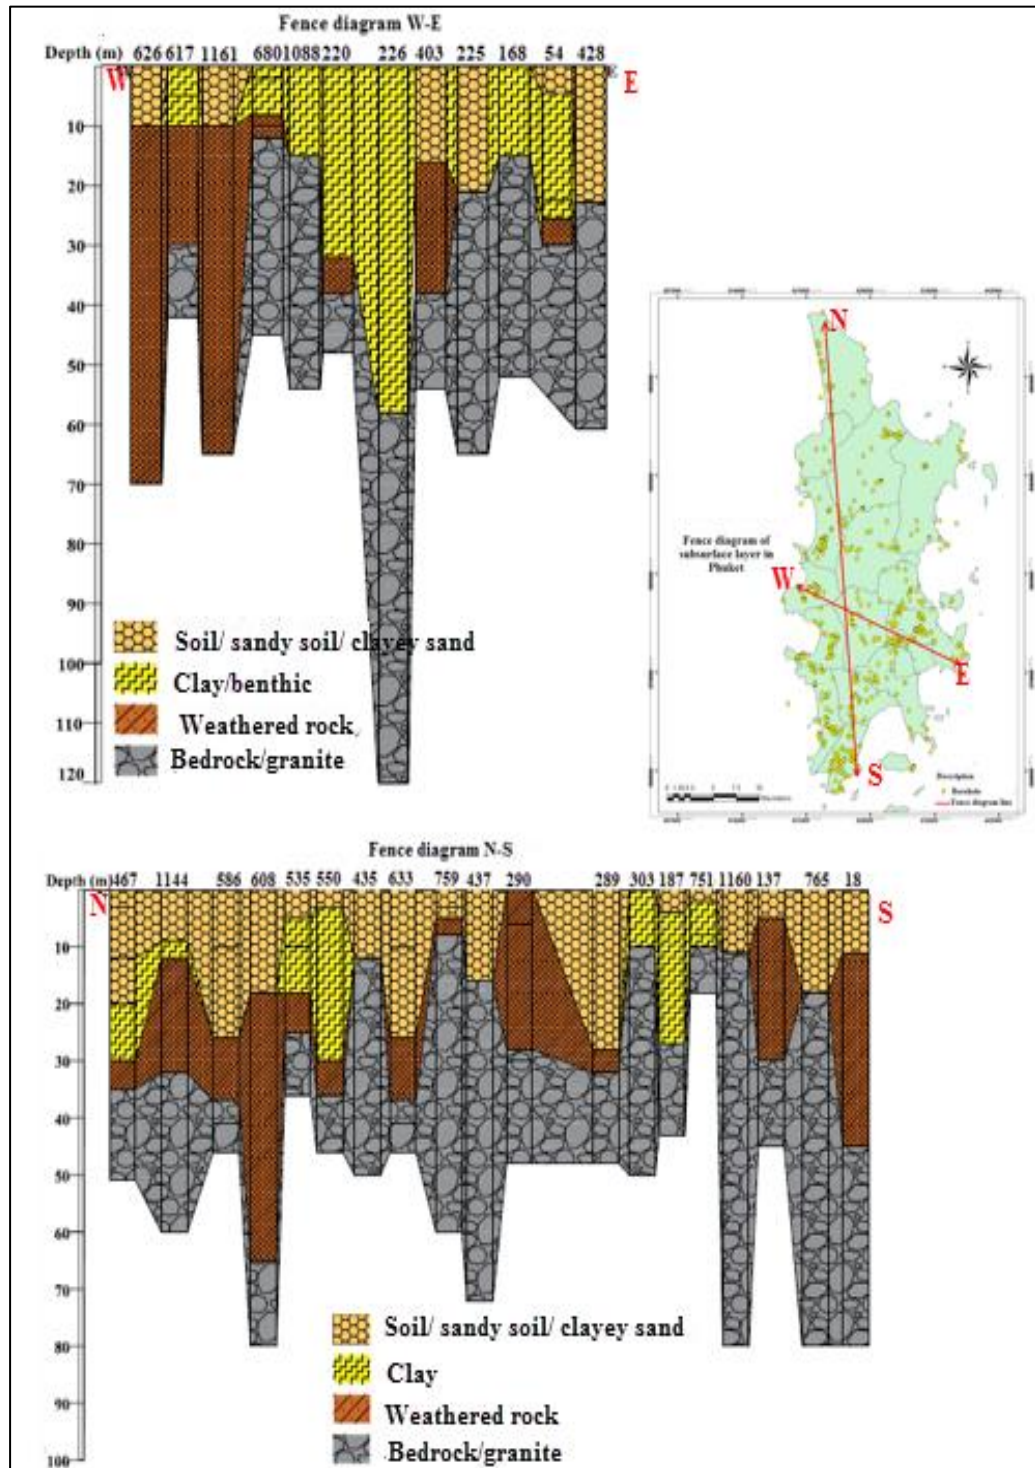 Fence diagram W-E
Depth (m) 626 617 1161 680 1088 220 226 403 225 168 54 428
W E
10
20
30
40
50
60
70
80
90
100
110
120
Soil/ sandy soil/ clayey sand
Clay/benthic
Weathered rock
Bedrock/granite
N
Fence diagram of
subsurface layer in
Phuket
W
E
S
Description
Borehole
Fence diagram line
Fence diagram N-S
Depth (m) 467 1144 586 608 535 550 435 633 759 437 290 289 303 187 751 1160 137 765 18
N S
10
20
30
40
50
60
70
80
90
100
Soil/ sandy soil/ clayey sand
Clay
Weathered rock
Bedrock/granite